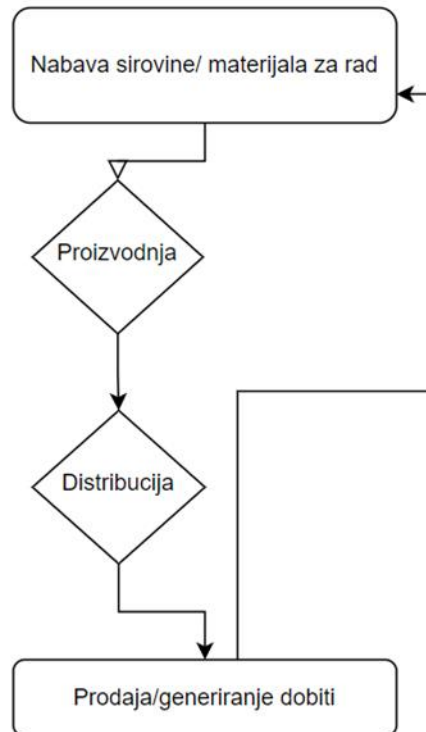 Nabava sirovine/ materijala za rad
Proizvodnja
Distribucija
Prodaja/generiranje dobiti